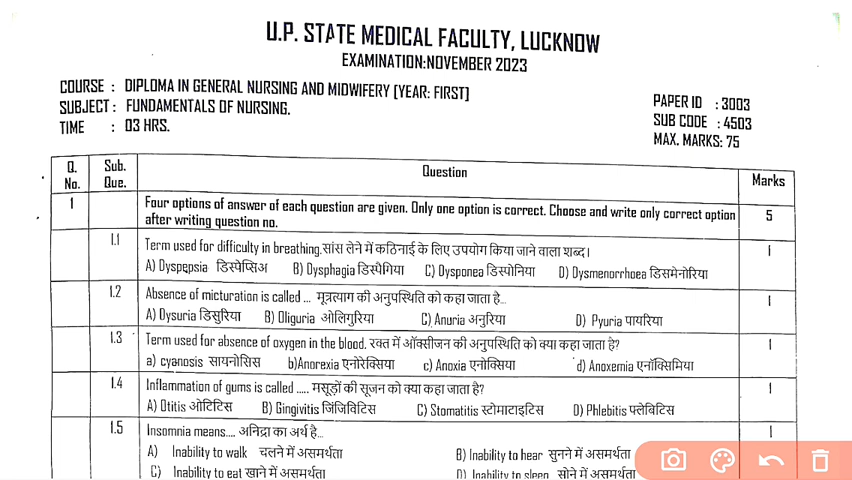 U.P. STATE MEDICAL FACULTY, LUCKNOW
EXAMINATION:NOVEMBER 2023
COURSE : DIPLOMA IN GENERAL NURSING AND MIDWIFERY (YEAR: FIRST)
SUBJECT : FUNDAMENTALS OF NURSING.
TIME : 03 HRS.
PAPER ID : 3003
SUB CODE : 4503
MAX. MARKS: 75
Q. No. Sub. Que. Question Marks
1 Four options of answer of each question are given. Only one option is correct. Choose and write only correct option 5
after writing question no.
1.1 Term used for difficulty in breathing.सांस लेने में कठिनाई के लिए उपयोग किया जाने वाला शब्द। 1
A) Dyspepsia डिस्पेप्सिअ B) Dysphagia डिस्पैगिया C) Dysponea डिस्पोनिया D) Dysmenorrhoea डिसमेनोरिया
1.2 Absence of micturation is called ... मूत्रत्याग की अनुपस्थिति को कहा जाता है... 1
A) Dysuria डिसुरिया B) Oliguria ओलिगुरिया C) Anuria अनुरिया D) Pyuria पायरिया
1.3 Term used for absence of oxygen in the blood. रक्त में ऑक्सीजन की अनुपस्थिति को क्या कहा जाता है? 1
a) cyanosis सायनोसिस b)Anorexia एनोरेक्सिया c) Anoxia एनोक्सिया d) Anoxemia एनॉक्सिमिया
1.4 Inflammation of gums is called ..... मसूड़ों की सूजन को क्या कहा जाता है? 1
A) Otitis ओटिटिस B) Gingivitis जिंजिविटिस C) Stomatitis स्टोमाटाइटिस D) Phlebitis फ्लेबिटिस
1.5 Insomnia means.... अनिद्रा का अर्थ है... 1
A) Inability to walk चलने में असमर्थता B) Inability to hear सुनने में असमर्थता
C) Inability to eat खाने में असमर्थता D) Inability to sleep सोने में असमर्थता